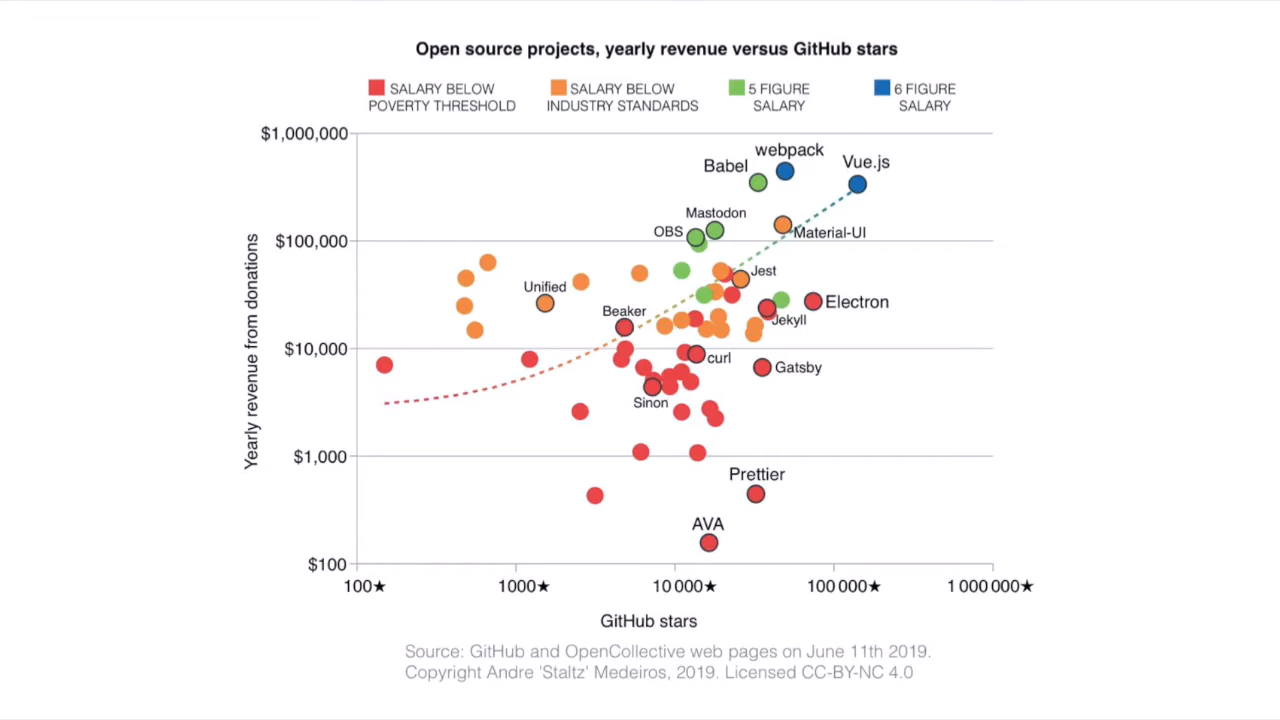 Open source projects, yearly revenue versus GitHub stars
SALARY BELOW
POVERTY THRESHOLD
SALARY BELOW
INDUSTRY STANDARDS
5 FIGURE
SALARY
6 FIGURE
SALARY
$1,000,000
$100,000
$10,000
$1,000
$100
Yearly revenue from donations
webpack
Babel
Vue.js
Mastodon
OBS
Material-UI
Jest
Unified
Electron
Beaker
Jekyll
curl
Gatsby
Sinon
Prettier
AVA
100★
1000★
10 000★
100 000★
1 000 000★
GitHub stars
Source: GitHub and OpenCollective web pages on June 11th 2019.
Copyright Andre 'Staltz' Medeiros, 2019. Licensed CC-BY-NC 4.0